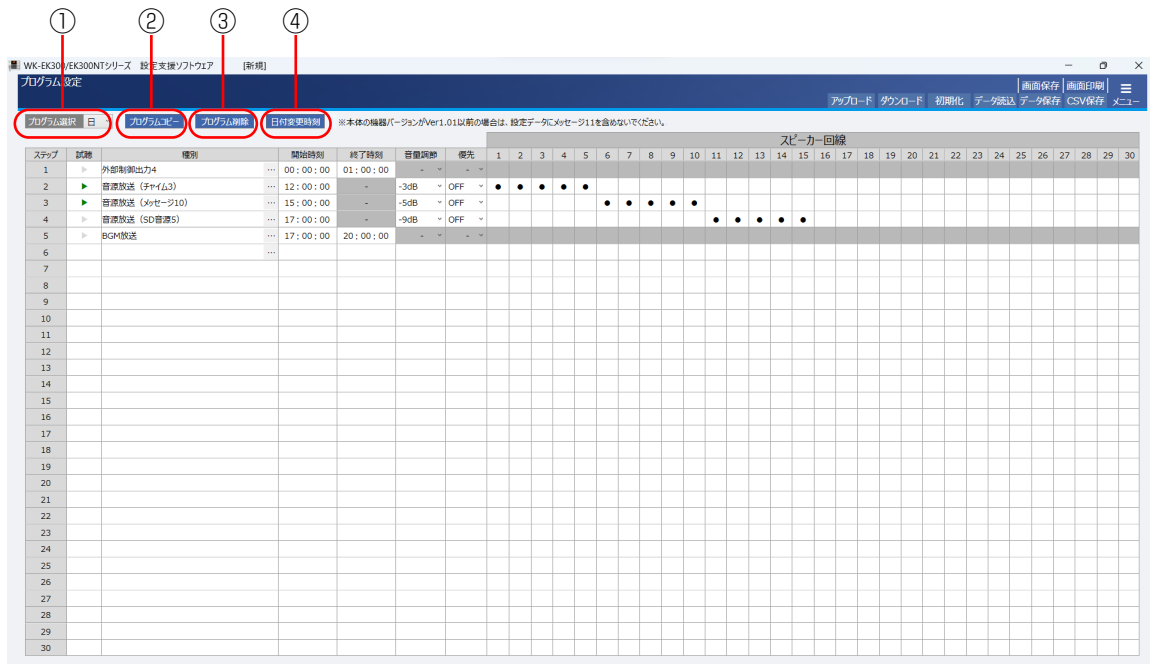 ① ② ③ ④
WK-EK300/EK300NTシリーズ 設定支援ソフトウェア [新規]
プログラム設定
画面保存 画面印刷
アップロード ダウンロード 初期化 データ読込 データ保存 CSV保存 メニュー
プログラム選択 日 プログラムコピー プログラム削除 日付変更時刻 ※本体の機器バージョンがVer1.01以前の場合は、設定データにメッセージ11を含めないでください。
スピーカー回線
ステップ 試聴 種別 開始時刻 終了時刻 音量調節 優先 1 2 3 4 5 6 7 8 9 10 11 12 13 14 15 16 17 18 19 20 21 22 23 24 25 26 27 28 29 30
1 外部制御出力4 … 00 : 00 : 00 01 : 00 : 00 - -
2 音源放送（チャイム3） … 12 : 00 : 00 - -3dB OFF ● ● ● ● ●
3 音源放送（メッセージ10） … 15 : 00 : 00 - -5dB OFF ● ● ● ● ●
4 音源放送（SD音源5） … 17 : 00 : 00 - -9dB OFF ● ● ● ● ●
5 BGM放送 … 17 : 00 : 00 20 : 00 : 00 - -
6 …
7
8
9
10
11
12
13
14
15
16
17
18
19
20
21
22
23
24
25
26
27
28
29
30